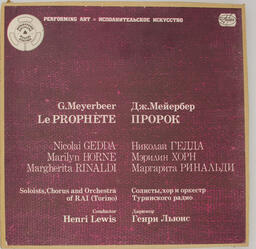 PERFORMING ART • ИСПОЛНИТЕЛЬСКОЕ ИСКУССТВО
G.Meyerbeer
Le PROPHÈTE
Nicolai GEDDA
Marilyn HORNE
Margherita RINALDI
Soloists, Chorus and Orchestra
of RAI (Turino)
Conductor
Henri Lewis
Дж.Мейербер
ПРОРОК
Николай ГЕДДА
Мэрилин ХОРН
Маргарита РИНАЛЬДИ
Солисты, хор и оркестр
Туринского радио
Дирижер
Генри Льюис